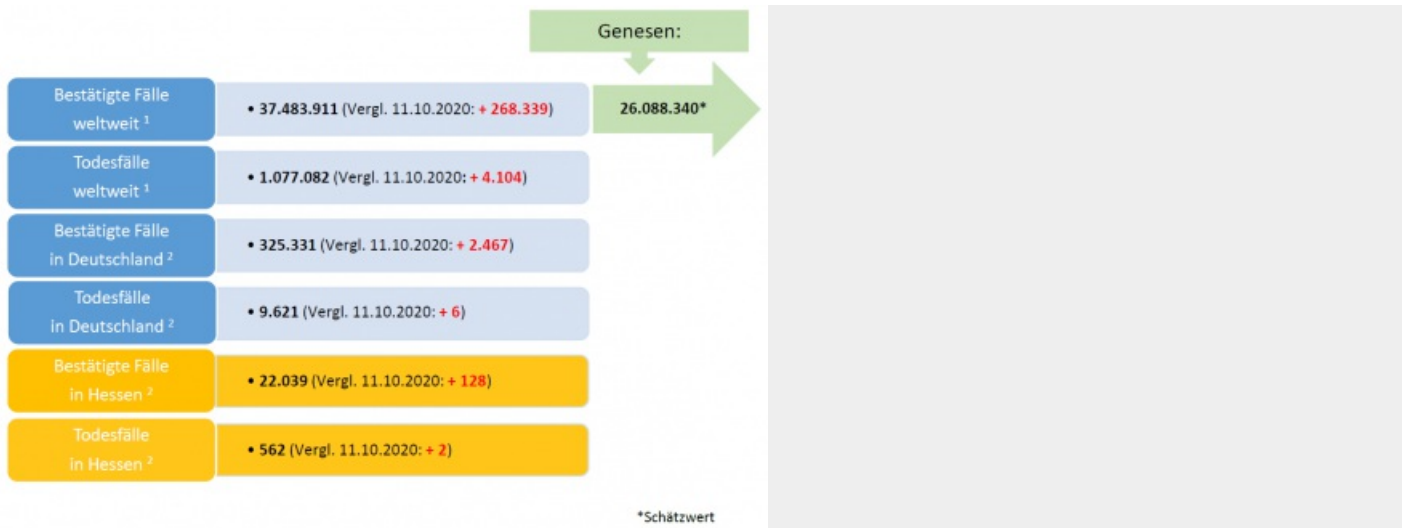 Genesen:
Bestätigte Fälle
weltweit ¹
• 37.483.911 (Vergl. 11.10.2020: + 268.339)
26.088.340*
Todesfälle
weltweit ¹
• 1.077.082 (Vergl. 11.10.2020: + 4.104)
Bestätigte Fälle
in Deutschland ²
• 325.331 (Vergl. 11.10.2020: + 2.467)
Todesfälle
in Deutschland ²
• 9.621 (Vergl. 11.10.2020: + 6)
Bestätigte Fälle
in Hessen ²
• 22.039 (Vergl. 11.10.2020: + 128)
Todesfälle
in Hessen ²
• 562 (Vergl. 11.10.2020: + 2)
*Schätzwert